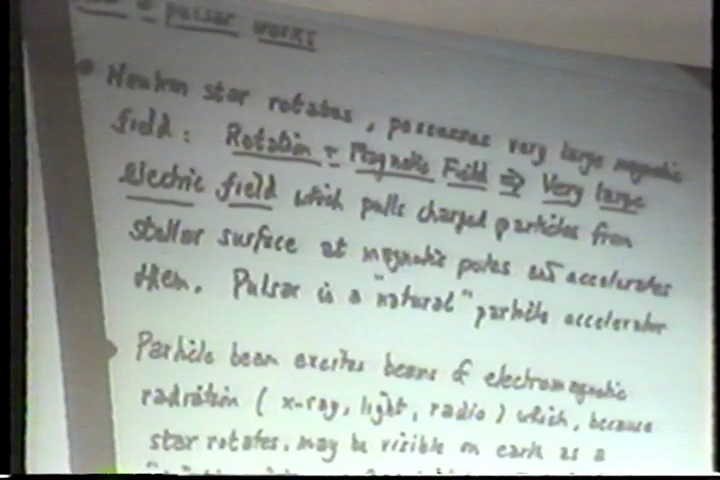 a pulsar works
• Neutron star rotates, possesses very large magnetic
field: Rotation + Magnetic Field ⇒ Very large
electric field which pulls charged particles from
stellar surface at magnetic poles and accelerates
them. Pulsar is a "natural" particle accelerator
• Particle beam excites beams of electromagnetic
radiation (x-ray, light, radio) which, because
star rotates, may be visible on earth as a